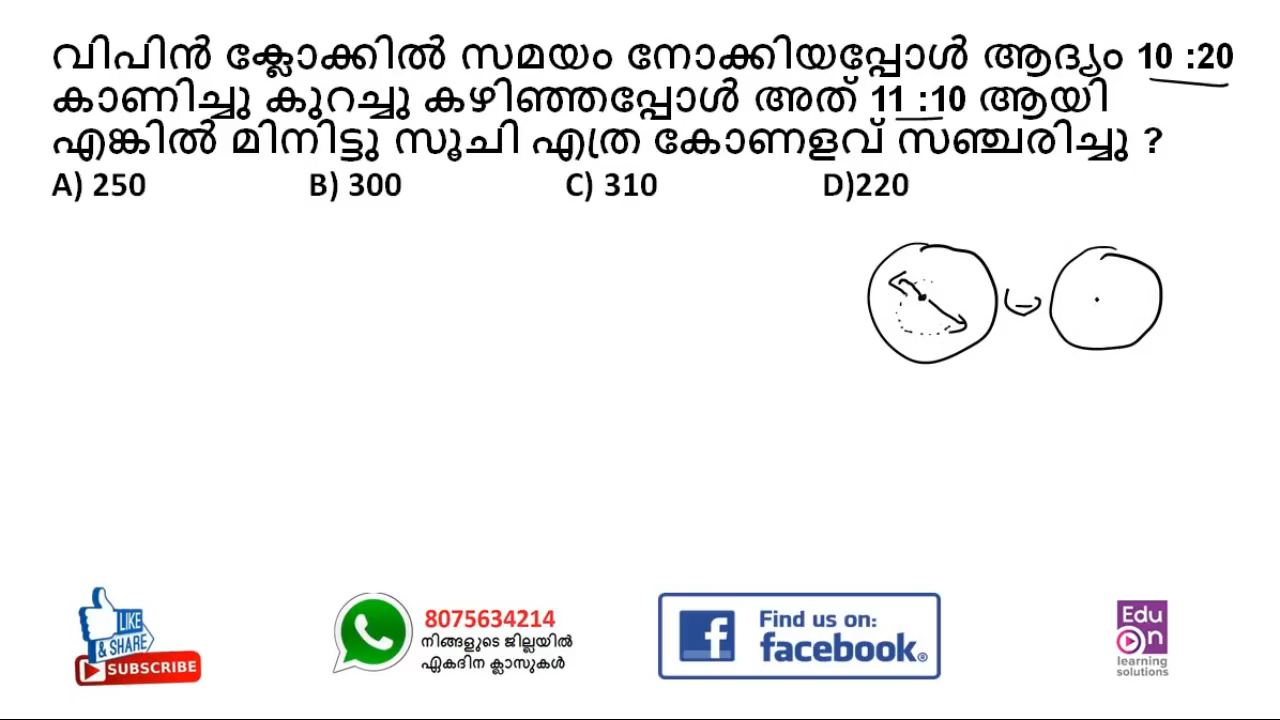 വിപിൻ ക്ലോക്കിൽ സമയം നോക്കിയപ്പോൾ ആദ്യം 10 :20
കാണിച്ചു കുറച്ചു കഴിഞ്ഞപ്പോൾ അത് 11 :10 ആയി
എങ്കിൽ മിനിട്ടു സൂചി എത്ര കോണളവ് സഞ്ചരിച്ചു ?
A) 250 B) 300 C) 310 D)220
LIKE
& SHARE
SUBSCRIBE
8075634214
നിങ്ങളുടെ ജില്ലയിൽ
ഏകദിന ക്ലാസുകൾ
Find us on:
facebook®
Edu
On
learning
solutions